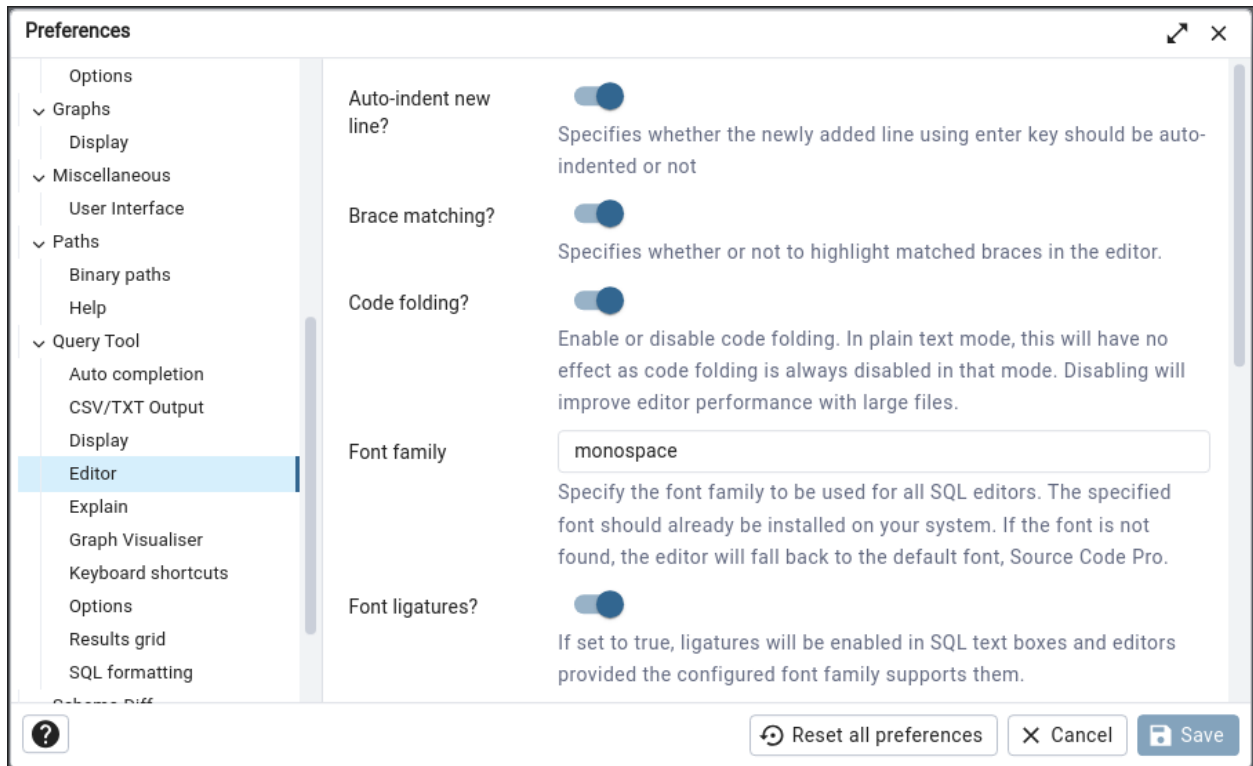 Preferences
Options
Graphs
Display
Miscellaneous
User Interface
Paths
Binary paths
Help
Query Tool
Auto completion
CSV/TXT Output
Display
Editor
Explain
Graph Visualiser
Keyboard shortcuts
Options
Results grid
SQL formatting
Schema Diff
Auto-indent new
line?
Specifies whether the newly added line using enter key should be auto-
indented or not
Brace matching?
Specifies whether or not to highlight matched braces in the editor.
Code folding?
Enable or disable code folding. In plain text mode, this will have no
effect as code folding is always disabled in that mode. Disabling will
improve editor performance with large files.
Font family
monospace
Specify the font family to be used for all SQL editors. The specified
font should already be installed on your system. If the font is not
found, the editor will fall back to the default font, Source Code Pro.
Font ligatures?
If set to true, ligatures will be enabled in SQL text boxes and editors
provided the configured font family supports them.
Reset all preferences
Cancel
Save